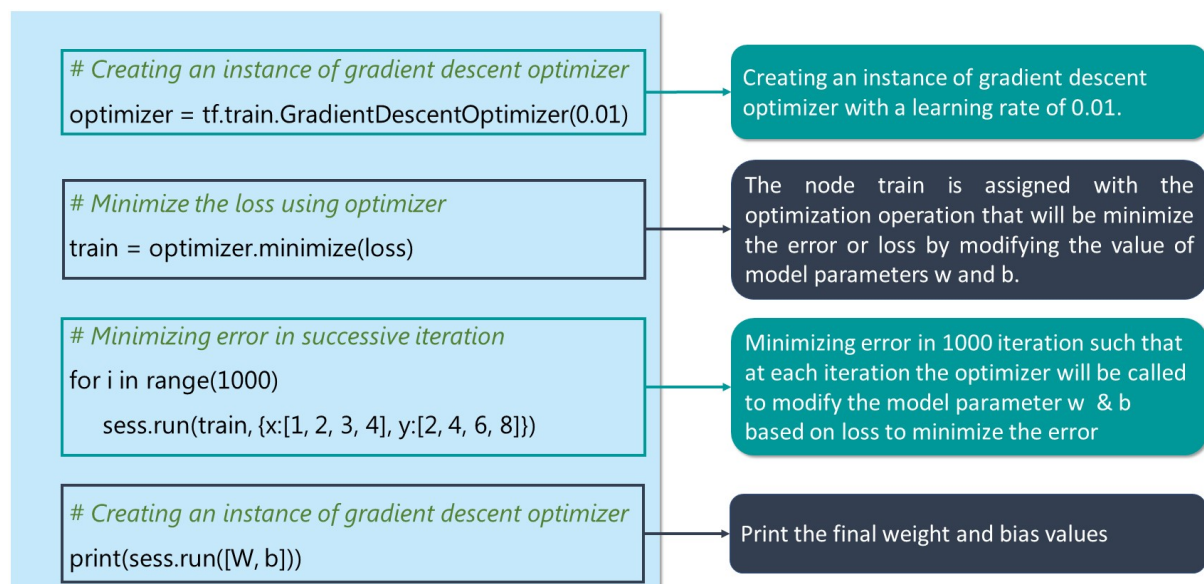 # Creating an instance of gradient descent optimizer
optimizer = tf.train.GradientDescentOptimizer(0.01)
Creating an instance of gradient descent
optimizer with a learning rate of 0.01.
# Minimize the loss using optimizer
train = optimizer.minimize(loss)
The node train is assigned with the
optimization operation that will be minimize
the error or loss by modifying the value of
model parameters w and b.
# Minimizing error in successive iteration
for i in range(1000)
sess.run(train, {x:[1, 2, 3, 4], y:[2, 4, 6, 8]})
Minimizing error in 1000 iteration such that
at each iteration the optimizer will be called
to modify the model parameter w & b
based on loss to minimize the error
# Creating an instance of gradient descent optimizer
print(sess.run([W, b]))
Print the final weight and bias values